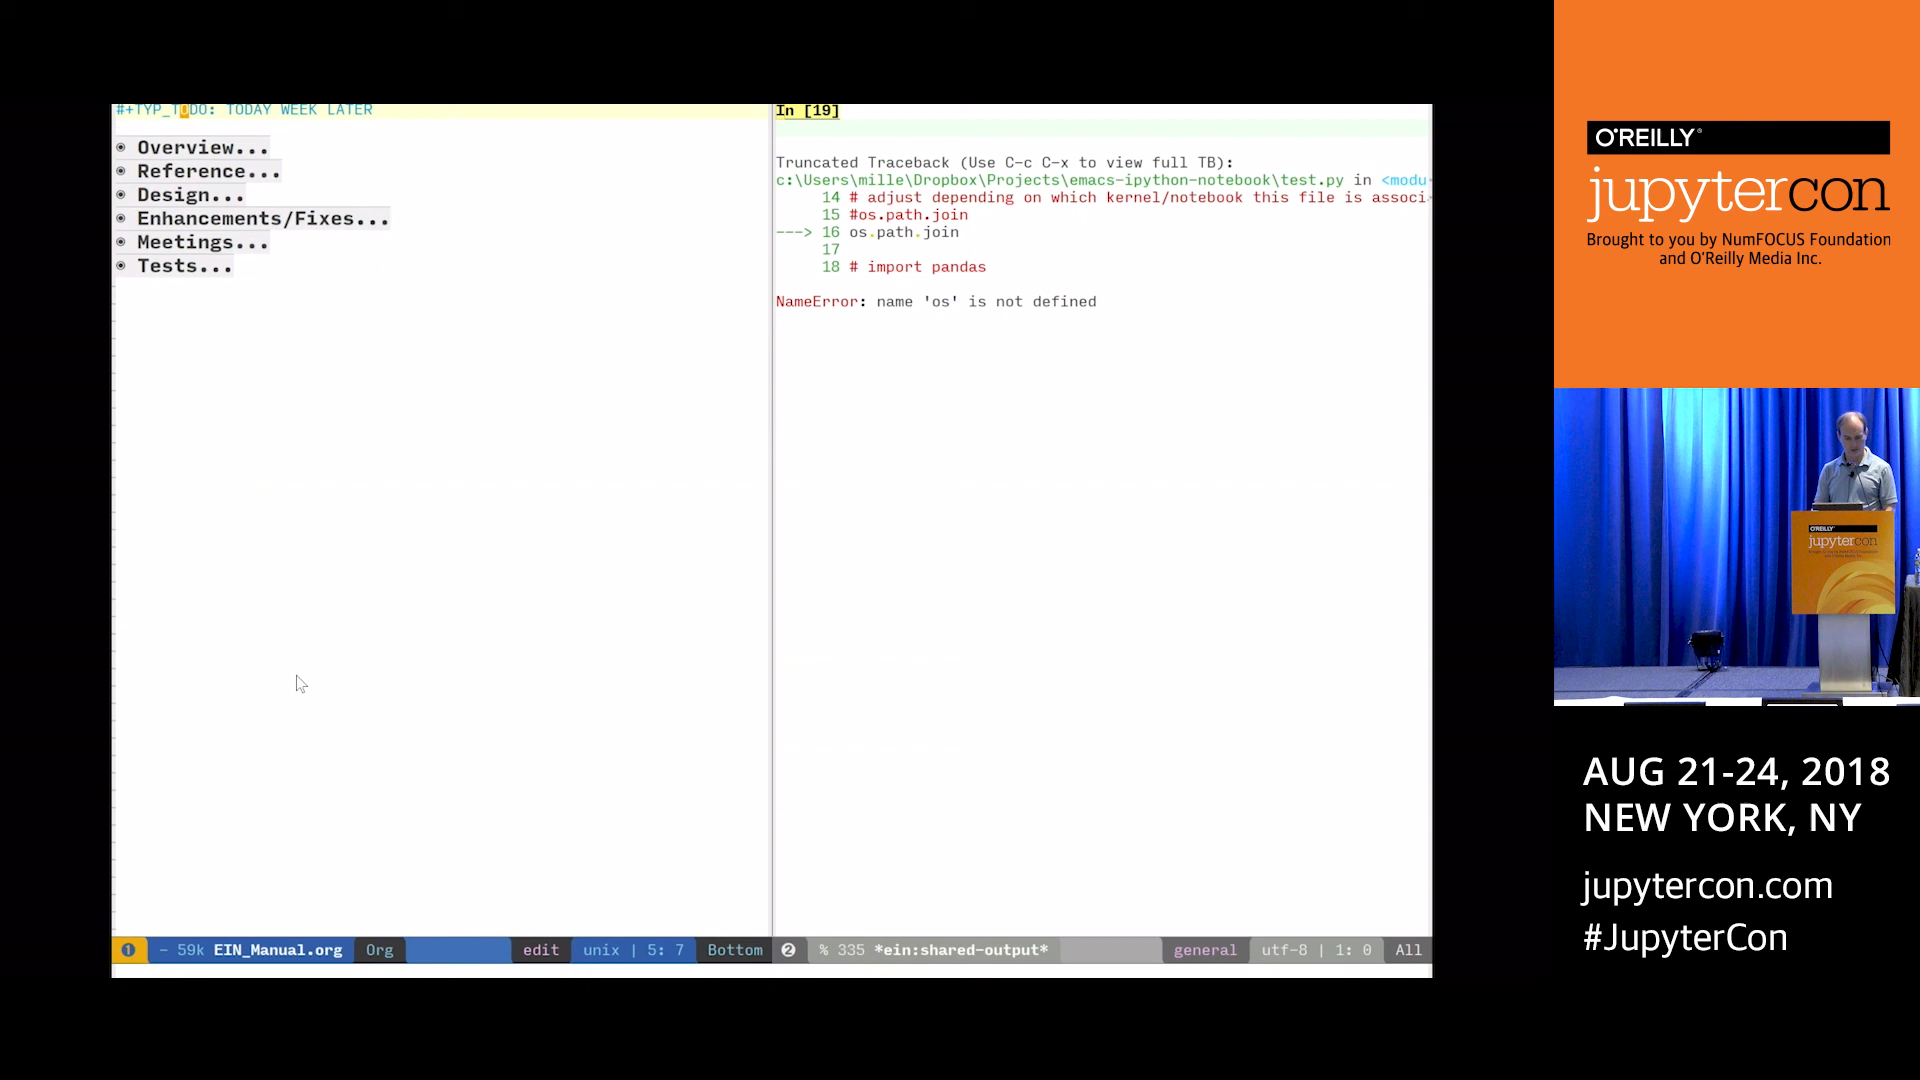 #+TYP_TODO: TODAY WEEK LATER
Overview...
Reference...
Design...
Enhancements/Fixes...
Meetings...
Tests...
❶ - 59k EIN_Manual.org Org edit unix | 5: 7 Bottom
In [19]
Truncated Traceback (Use C-c C-x to view full TB):
c:\Users\mille\Dropbox\Projects\emacs-ipython-notebook\test.py in <modu
14 # adjust depending on which kernel/notebook this file is associ
15 #os.path.join
---> 16 os.path.join
17
18 # import pandas
NameError: name 'os' is not defined
❷ % 335 *ein:shared-output* general utf-8 | 1: 0 All
O'REILLY®
jupytercon
Brought to you by NumFOCUS Foundation
and O'Reilly Media Inc.
O'REILLY
jupytercon
AUG 21-24, 2018
NEW YORK, NY
jupytercon.com
#JupyterCon